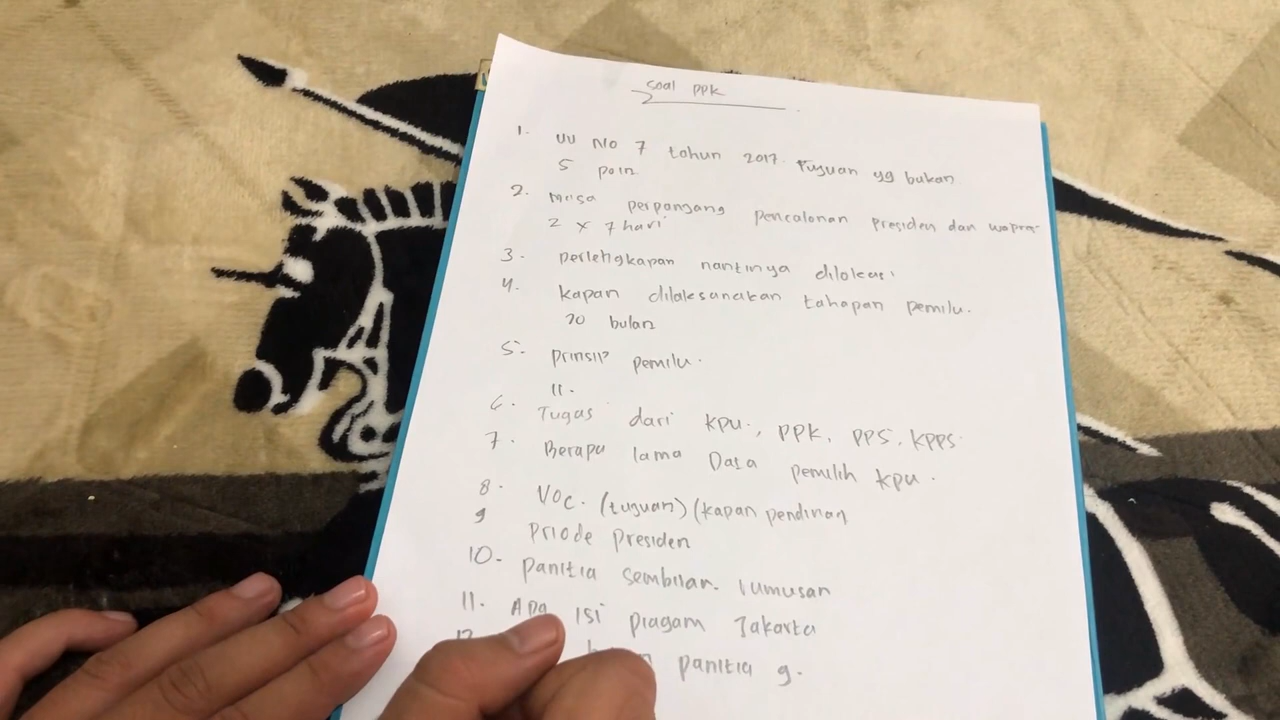 Soal PPK
1. UU No 7 tahun 2017. Tujuan yg bukan
5 poin
2. Masa perpanjang pencalonan presiden dan wapres
2 x 7 hari
3. perlengkapan nantinya dilokasi
4. kapan dilaksanakan tahapan pemilu.
20 bulan
5. prinsip pemilu.
11.
6. Tugas dari kpu, PPK, PPS, KPPS.
7. Berapa lama Data pemilih kpu.
8. VOC. (tujuan) (kapan
9 Priode Presiden
10. panitia sembilan. rumusan
11. Apa isi piagam Jakarta
12. panitia 9.